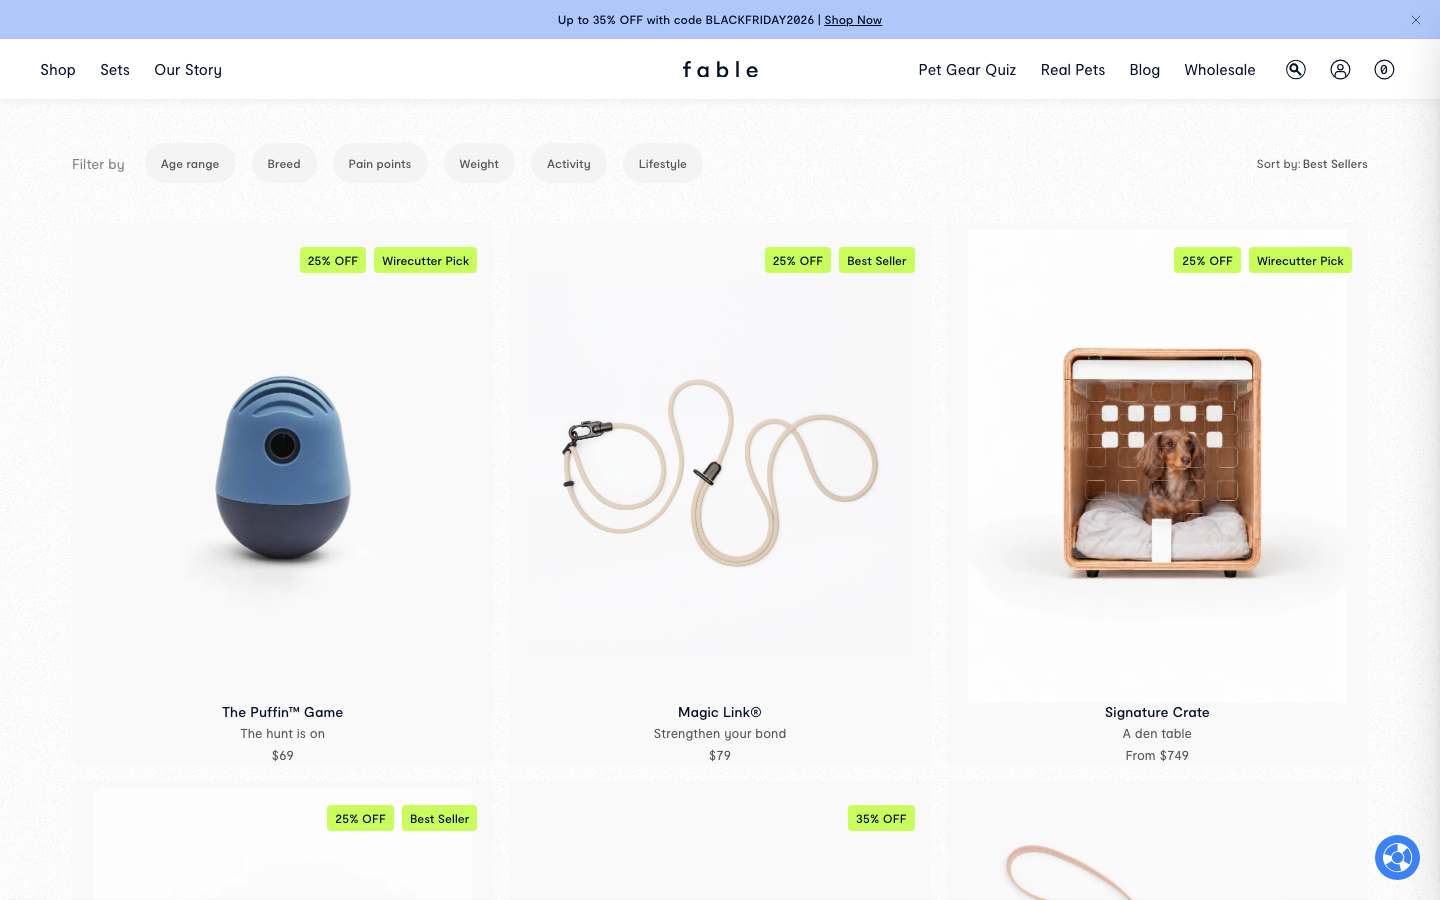 Up to 35% OFF with code BLACKFRIDAY2026 | Shop Now
Shop Sets Our Story fable Pet Gear Quiz Real Pets Blog Wholesale 0
Filter by Age range Breed Pain points Weight Activity Lifestyle Sort by: Best Sellers
25% OFF Wirecutter Pick
25% OFF Best Seller
25% OFF Wirecutter Pick
The Puffin™ Game
The hunt is on
$69
Magic Link®
Strengthen your bond
$79
Signature Crate
A den table
From $749
25% OFF Best Seller
35% OFF